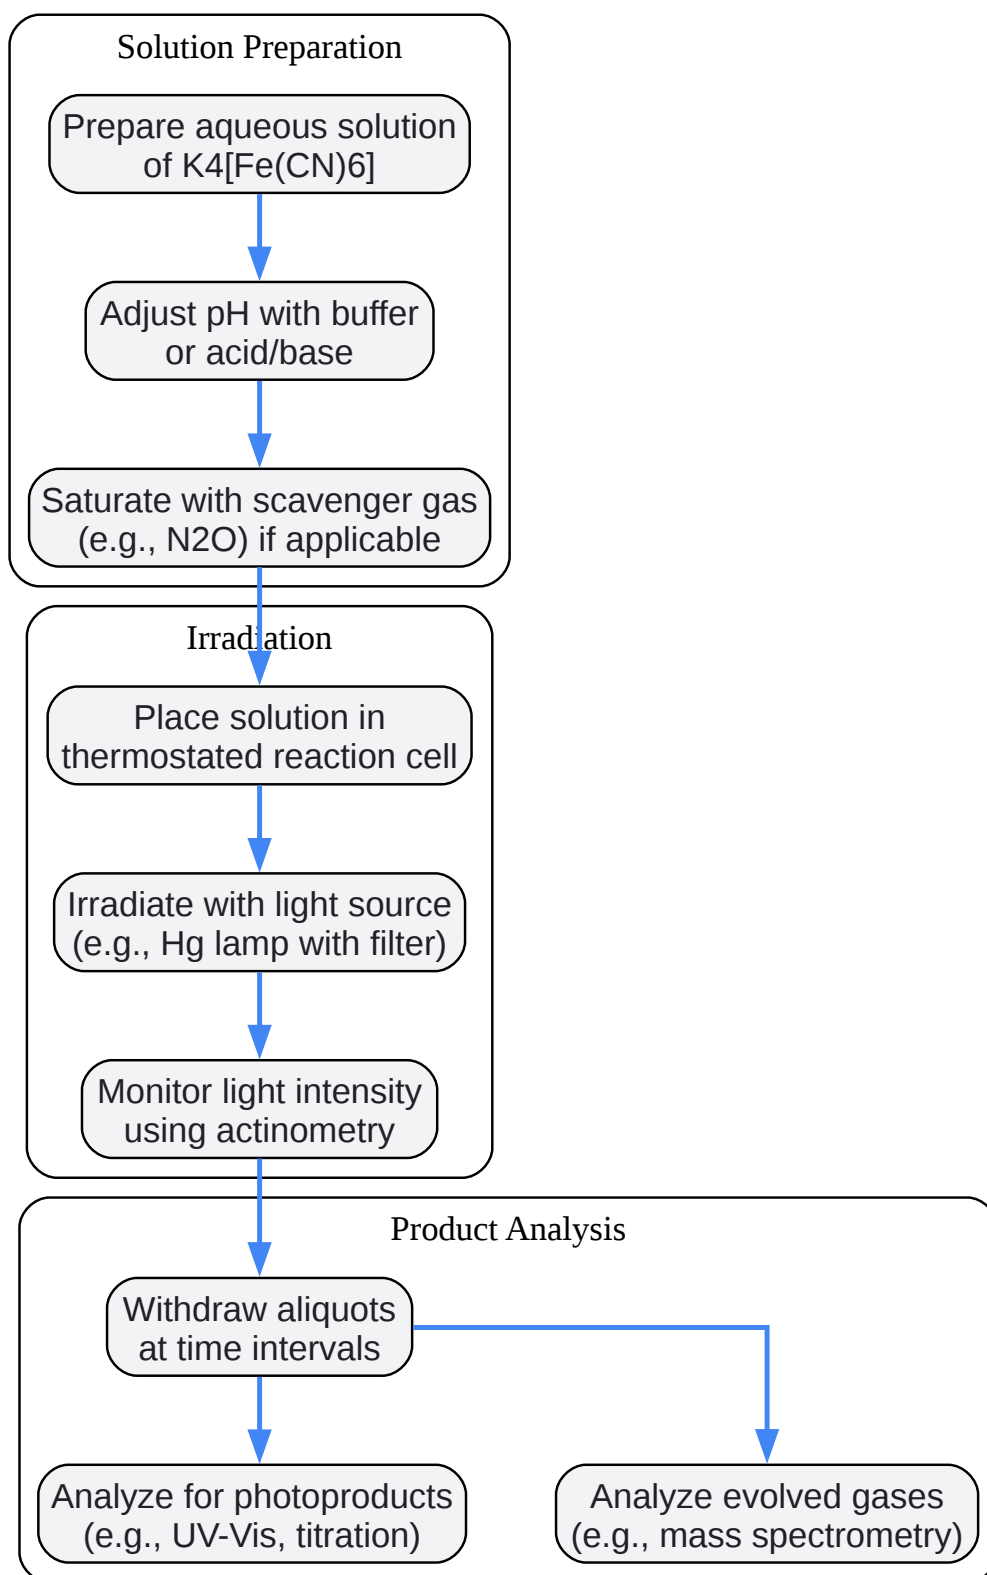 Solution Preparation
Prepare aqueous solution
of K4[Fe(CN)6]
Adjust pH with buffer
or acid/base
Saturate with scavenger gas
(e.g., N2O) if applicable
Irradiation
Place solution in
thermostated reaction cell
Irradiate with light source
(e.g., Hg lamp with filter)
Monitor light intensity
using actinometry
Product Analysis
Withdraw aliquots
at time intervals
Analyze for photoproducts
(e.g., UV-Vis, titration)
Analyze evolved gases
(e.g., mass spectrometry)